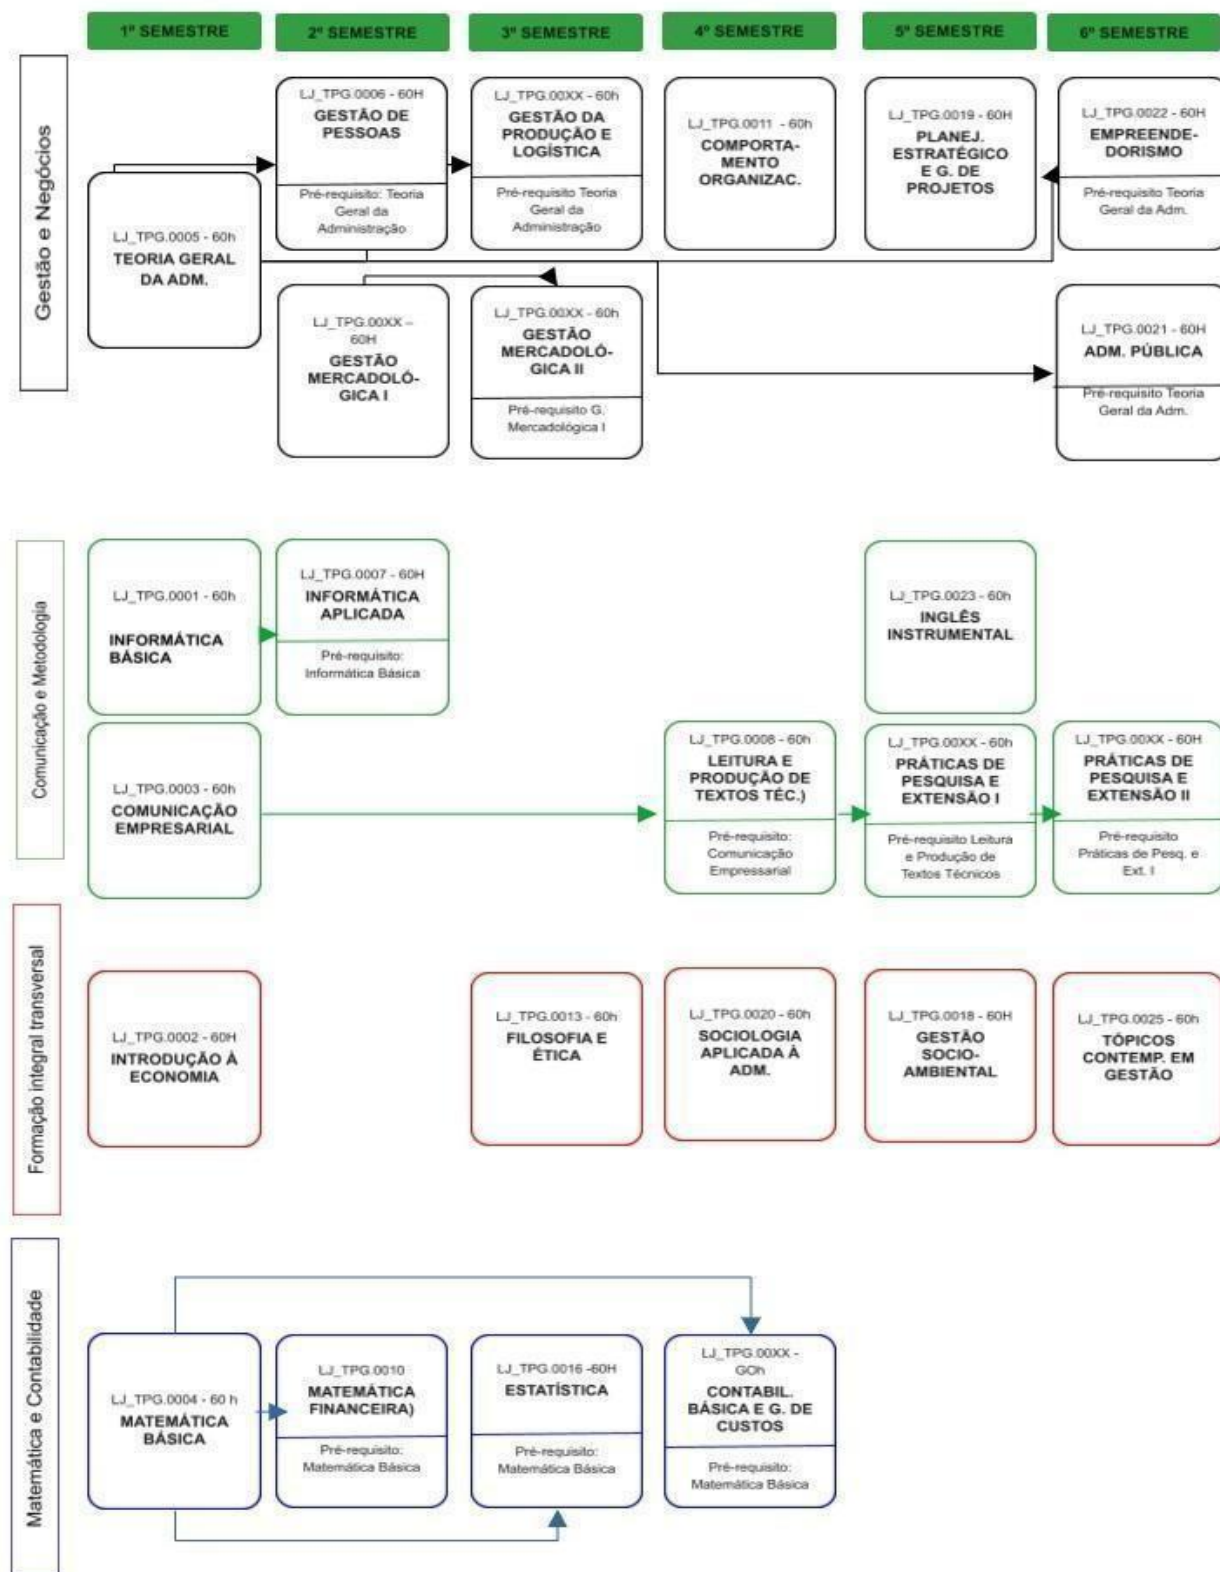 1º SEMESTRE
2º SEMESTRE
3º SEMESTRE
4º SEMESTRE
5º SEMESTRE
6º SEMESTRE
Gestão e Negócios
LJ_TPG.0005 - 60h
TEORIA GERAL
DA ADM.
LJ_TPG.0006 - 60H
GESTÃO DE
PESSOAS
Pré-requisito: Teoria
Geral da
Administração
LJ_TPG.00XX - 60h
GESTÃO DA
PRODUÇÃO E
LOGÍSTICA
Pré-requisito Teoria
Geral da
Administração
LJ_TPG.0011 - 60h
COMPORTA-
MENTO
ORGANIZAC.
LJ_TPG.0019 - 60H
PLANEJ.
ESTRATÉGICO
E G. DE
PROJETOS
LJ_TPG.0022 - 60H
EMPREENDE-
DORISMO
Pré-requisito Teoria
Geral da Adm.
LJ_TPG.00XX –
60H
GESTÃO
MERCADOLÓ-
GICA I
LJ_TPG.00XX - 60h
GESTÃO
MERCADOLÓ-
GICA II
Pré-requisito G.
Mercadológica I
LJ_TPG.0021 - 60H
ADM. PÚBLICA
Pré-requisito Teoria
Geral da Adm.
Comunicação e Metodologia
LJ_TPG.0001 - 60h
INFORMÁTICA
BÁSICA
LJ_TPG.0007 - 60H
INFORMÁTICA
APLICADA
Pré-requisito:
Informática Básica
LJ_TPG.0023 - 60h
INGLÊS
INSTRUMENTAL
LJ_TPG.0003 - 60h
COMUNICAÇÃO
EMPRESARIAL
LJ_TPG.0008 - 60h
LEITURA E
PRODUÇÃO DE
TEXTOS TÉC.)
Pré-requisito:
Comunicação
Empressarial
LJ_TPG.00XX - 60h
PRÁTICAS DE
PESQUISA E
EXTENSÃO I
Pré-requisito Leitura
e Produção de
Textos Técnicos
LJ_TPG.00XX - 60H
PRÁTICAS DE
PESQUISA E
EXTENSÃO II
Pré-requisito
Práticas de Pesq. e
Ext. I
Formação integral transversal
LJ_TPG.0002 - 60H
INTRODUÇÃO À
ECONOMIA
LJ_TPG.0013 - 60h
FILOSOFIA E
ÉTICA
LJ_TPG.0020 - 60h
SOCIOLOGIA
APLICADA À
ADM.
LJ_TPG.0018 - 60H
GESTÃO
SOCIO-
AMBIENTAL
LJ_TPG.0025 - 60h
TÓPICOS
CONTEMP. EM
GESTÃO
Matemática e Contabilidade
LJ_TPG.0004 - 60 h
MATEMÁTICA
BÁSICA
LJ_TPG.0010
MATEMÁTICA
FINANCEIRA)
Pré-requisito:
Matemática Básica
LJ_TPG.0016 -60H
ESTATÍSTICA
Pré-requisito:
Matemática Básica
LJ_TPG.00XX -
GOh
CONTABIL.
BÁSICA E G. DE
CUSTOS
Pré-requisito:
Matemática Básica